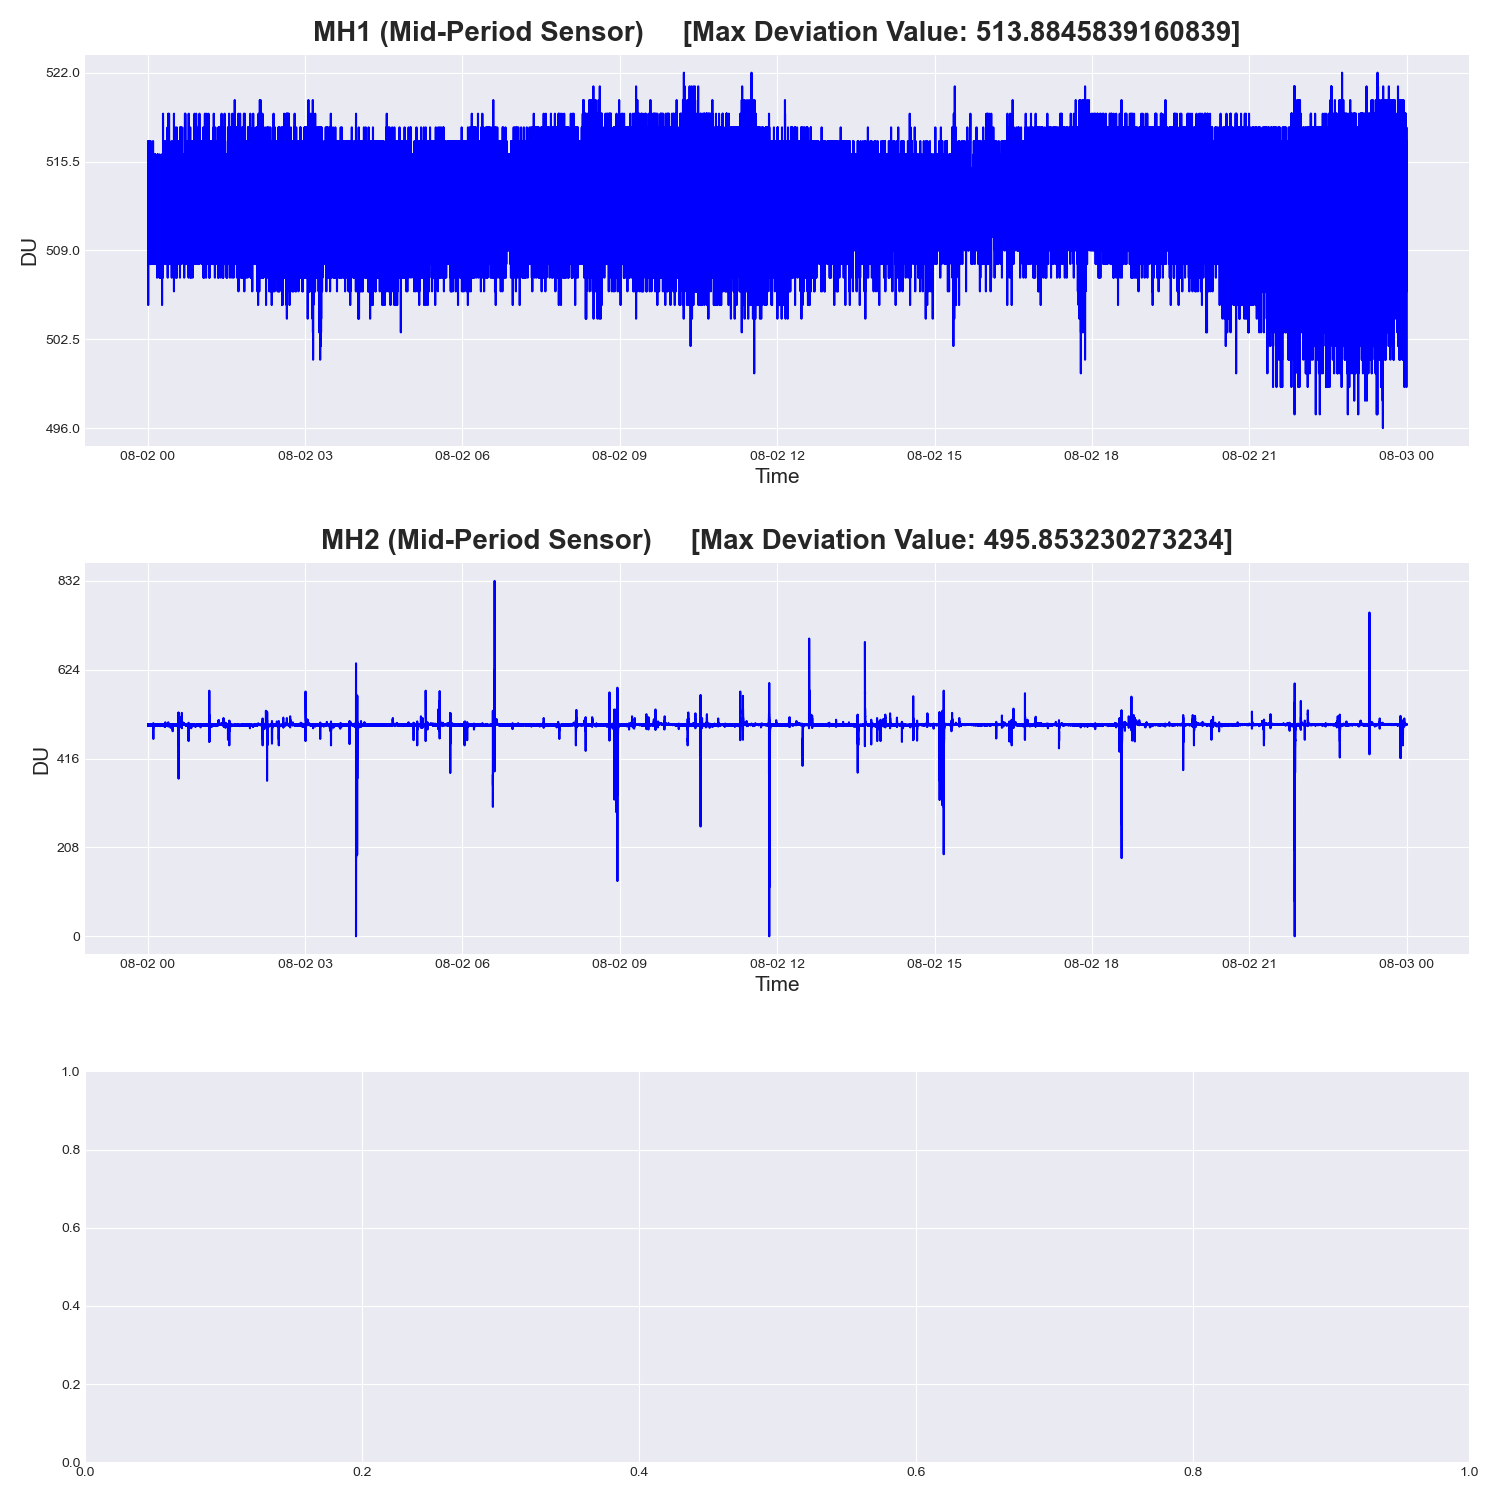 MH1 (Mid-Period Sensor) [Max Deviation Value: 513.8845839160839]
522.0
515.5
509.0
502.5
496.0
DU
08-02 00 08-02 03 08-02 06 08-02 09 08-02 12 08-02 15 08-02 18 08-02 21 08-03 00
Time
MH2 (Mid-Period Sensor) [Max Deviation Value: 495.853230273234]
832
624
416
208
0
DU
08-02 00 08-02 03 08-02 06 08-02 09 08-02 12 08-02 15 08-02 18 08-02 21 08-03 00
Time
1.0
0.8
0.6
0.4
0.2
0.0
0.0 0.2 0.4 0.6 0.8 1.0